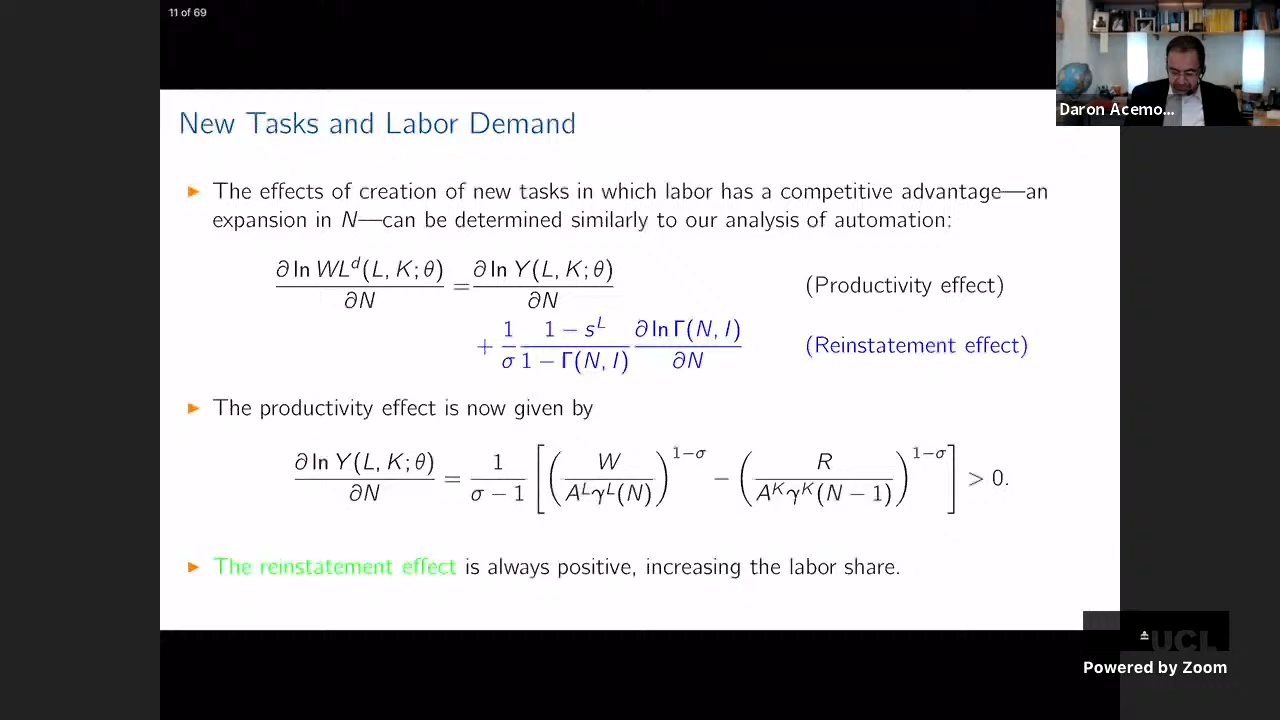 11 of 69
Daron Acemo...
New Tasks and Labor Demand
▶ The effects of creation of new tasks in which labor has a competitive advantage—an
expansion in N—can be determined similarly to our analysis of automation:
∂ ln WL^d(L, K; θ) / ∂N = ∂ ln Y(L, K; θ) / ∂N (Productivity effect)
+ 1/σ (1 − s^L) / (1 − Γ(N, I)) ∂ ln Γ(N, I) / ∂N (Reinstatement effect)
▶ The productivity effect is now given by
∂ ln Y(L, K; θ) / ∂N = 1 / (σ − 1) [ ( W / (A^L γ^L(N)) )^(1−σ) − ( R / (A^K γ^K(N − 1)) )^(1−σ) ] > 0.
▶ The reinstatement effect is always positive, increasing the labor share.
UCL
Powered by Zoom